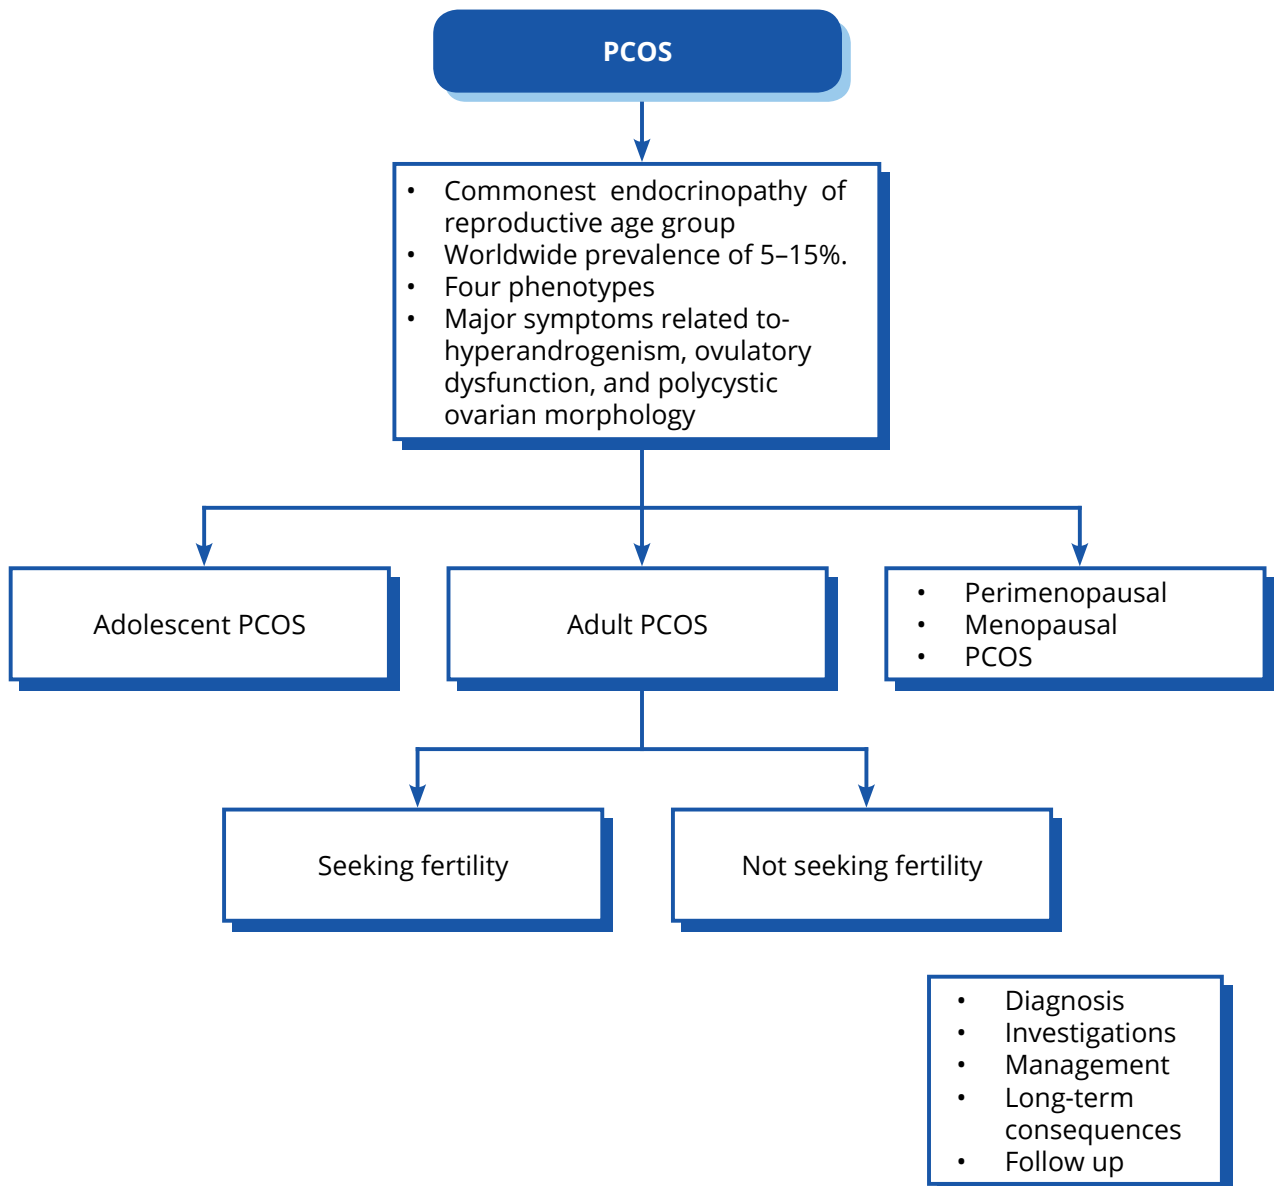 PCOS
• Commonest endocrinopathy of
reproductive age group
• Worldwide prevalence of 5–15%.
• Four phenotypes
• Major symptoms related to-
hyperandrogenism, ovulatory
dysfunction, and polycystic
ovarian morphology
Adolescent PCOS
Adult PCOS
• Perimenopausal
• Menopausal
• PCOS
Seeking fertility
Not seeking fertility
• Diagnosis
• Investigations
• Management
• Long-term
consequences
• Follow up